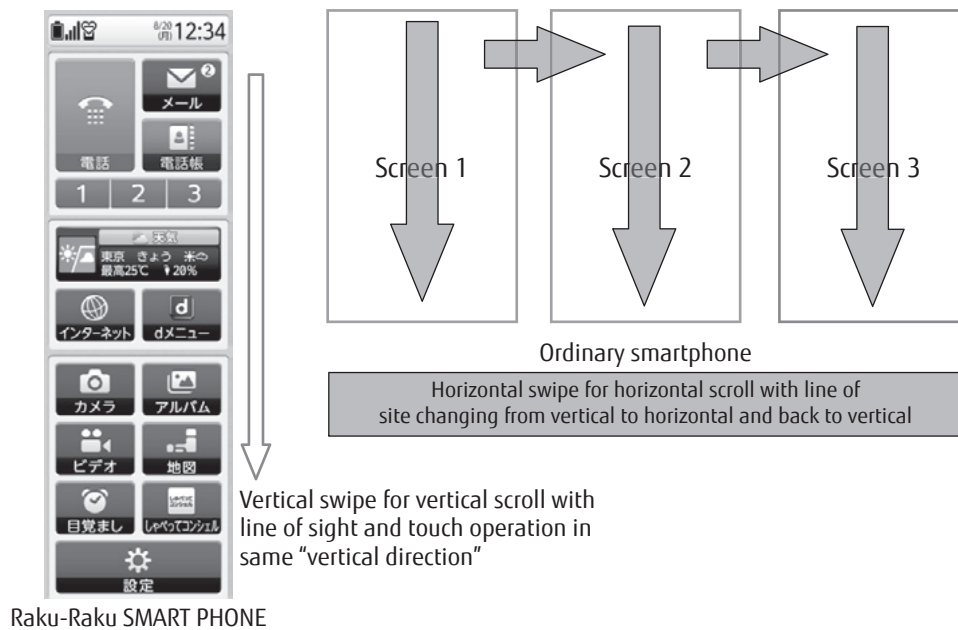 8/20
(月) 12:34
2
メール
電話
電話帳
1 2 3
天気
東京 きょう
最高25℃ 20%
インターネット
dメニュー
カメラ
アルバム
ビデオ
地図
目覚まし
しゃべってコンシェル
設定
Raku-Raku SMART PHONE
Vertical swipe for vertical scroll with
line of sight and touch operation in
same “vertical direction”
Screen 1
Screen 2
Screen 3
Ordinary smartphone
Horizontal swipe for horizontal scroll with line of
site changing from vertical to horizontal and back to vertical